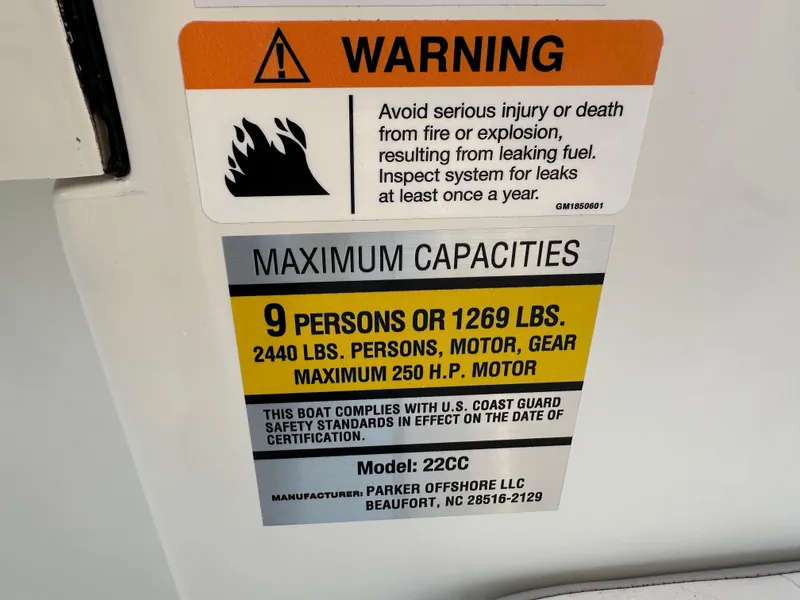 WARNING
Avoid serious injury or death
from fire or explosion,
resulting from leaking fuel.
Inspect system for leaks
at least once a year.
GM1850601
MAXIMUM CAPACITIES
9 PERSONS OR 1269 LBS.
2440 LBS. PERSONS, MOTOR, GEAR
MAXIMUM 250 H.P. MOTOR
THIS BOAT COMPLIES WITH U.S. COAST GUARD
SAFETY STANDARDS IN EFFECT ON THE DATE OF
CERTIFICATION.
Model: 22CC
MANUFACTURER: PARKER OFFSHORE LLC
BEAUFORT, NC 28516-2129